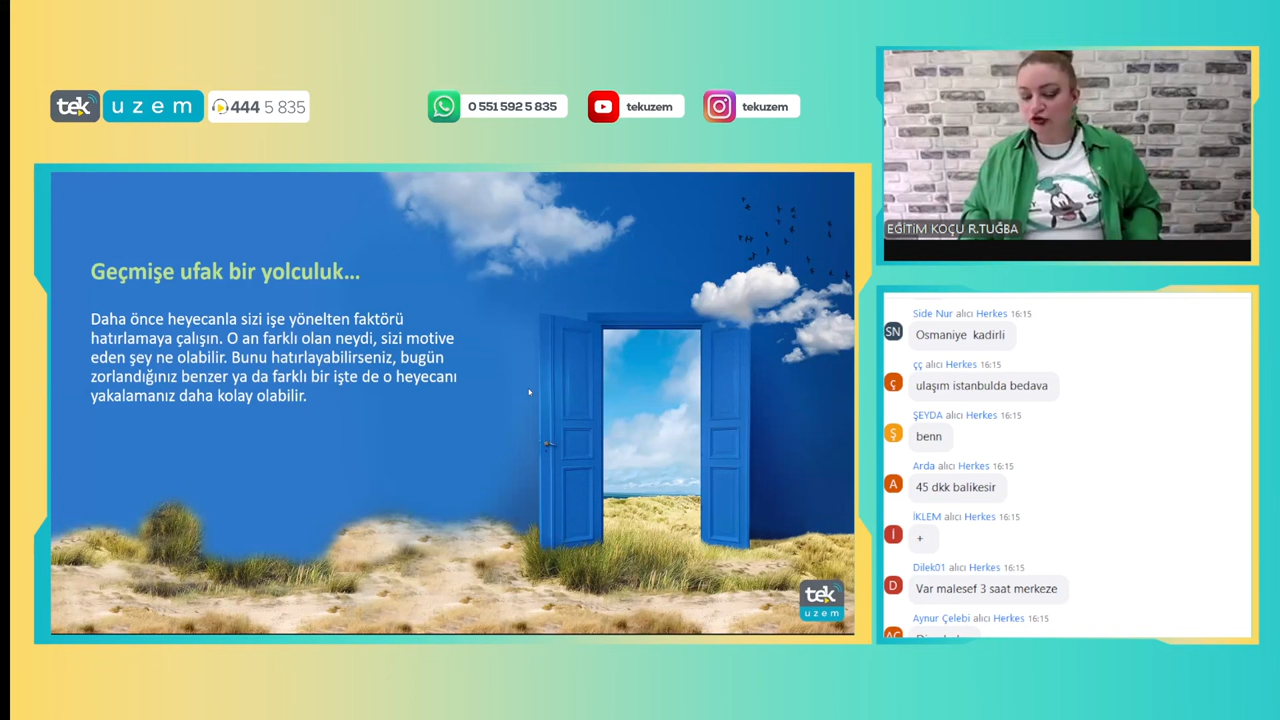 tek uzem 444 5 835
0 551 592 5 835
tekuzem
tekuzem
Geçmişe ufak bir yolculuk...
Daha önce heyecanla sizi işe yönelten faktörü
hatırlamaya çalışın. O an farklı olan neydi, sizi motive
eden şey ne olabilir. Bunu hatırlayabilirseniz, bugün
zorlandığınız benzer ya da farklı bir işte de o heyecanı
yakalamanız daha kolay olabilir.
tek
uzem
EĞİTİM KOÇU R.TUĞBA
Side Nur alıcı Herkes 16:15
SN
Osmaniye kadirli
çç alıcı Herkes 16:15
ç
ulaşım istanbulda bedava
ŞEYDA alıcı Herkes 16:15
Ş
benn
Arda alıcı Herkes 16:15
A
45 dkk balikesir
İKLEM alıcı Herkes 16:15
İ
+
Dilek01 alıcı Herkes 16:15
D
Var malesef 3 saat merkeze
Aynur Çelebi alıcı Herkes 16:15
AÇ